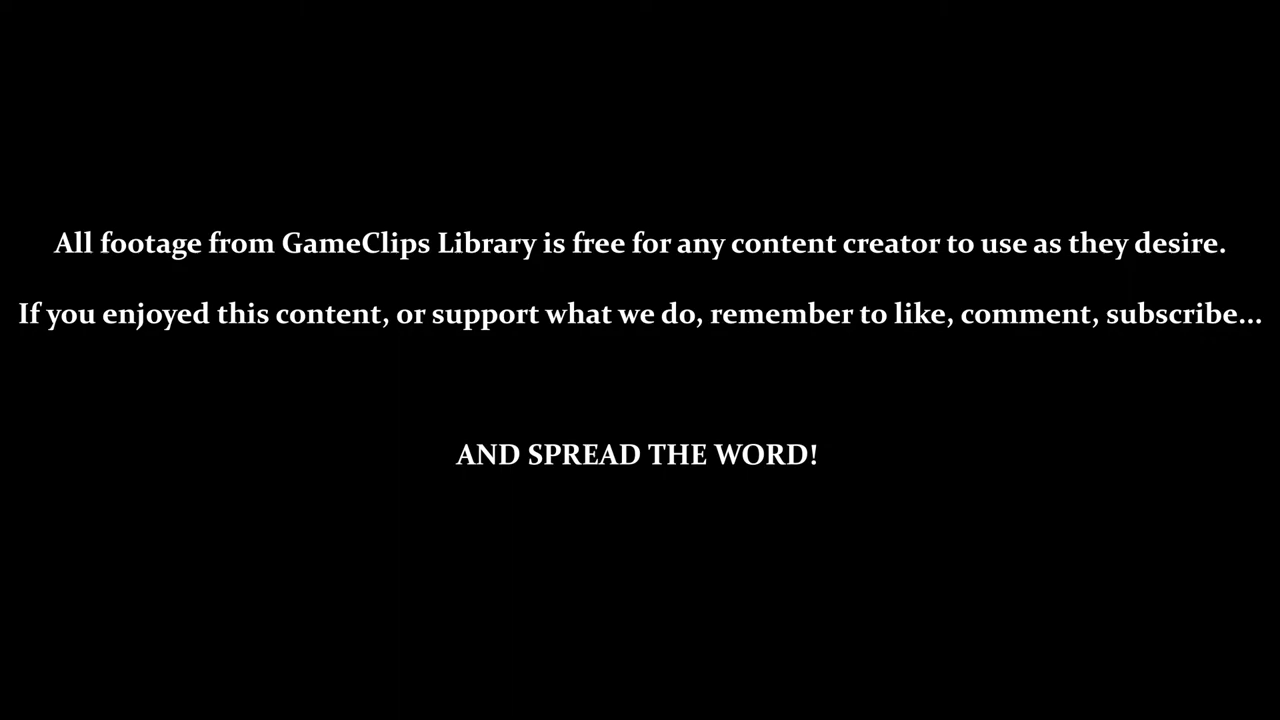 All footage from GameClips Library is free for any content creator to use as they desire.
If you enjoyed this content, or support what we do, remember to like, comment, subscribe...
AND SPREAD THE WORD!